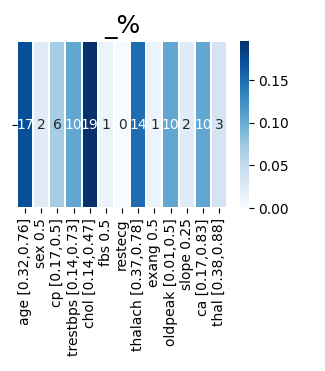 _%
17 2 6 10 19 1 0 14 1 10 2 10 3
0.15
0.10
0.05
0.00
age [0.32,0.76]
sex 0.5
cp [0.17,0.5]
trestbps [0.14,0.73]
chol [0.14,0.47]
fbs 0.5
restecg
thalach [0.37,0.78]
exang 0.5
oldpeak [0.01,0.5]
slope 0.25
ca [0.17,0.83]
thal [0.38,0.88]